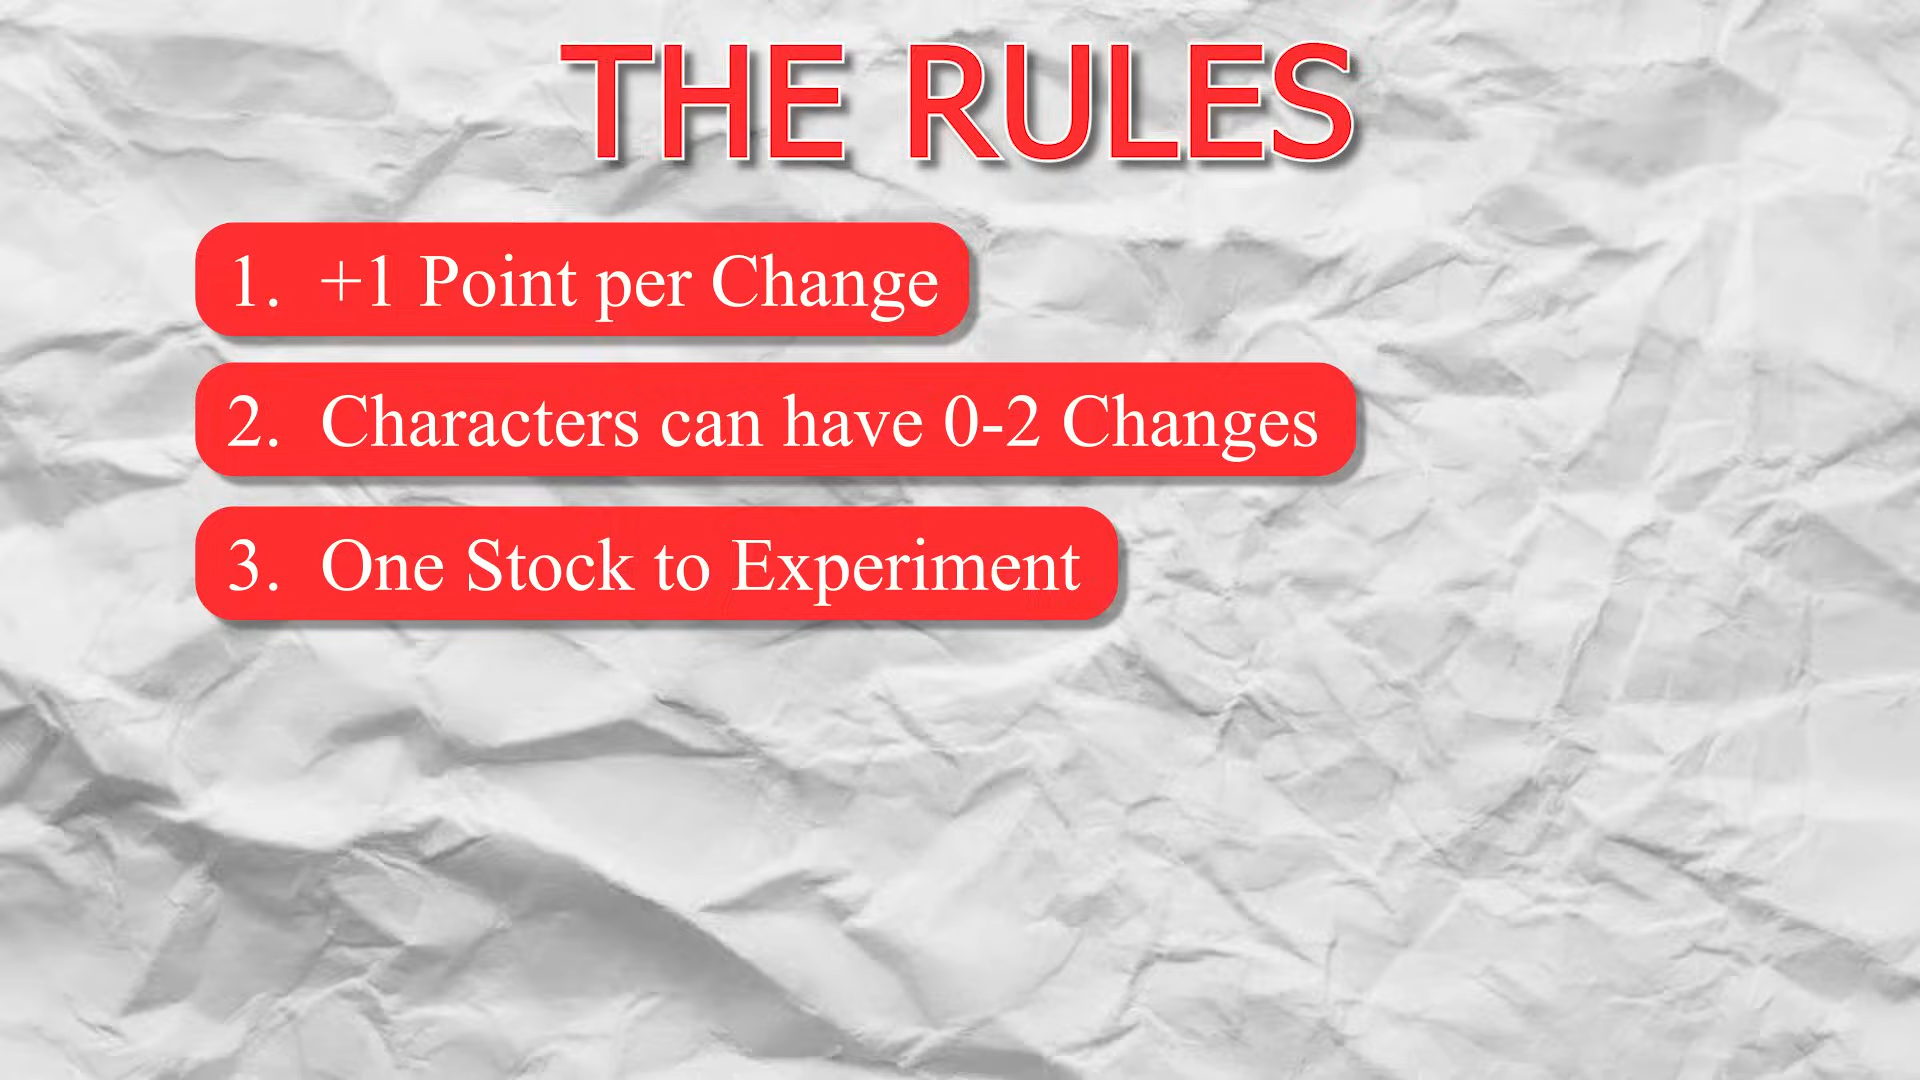 THE RULES
1. +1 Point per Change
2. Characters can have 0-2 Changes
3. One Stock to Experiment